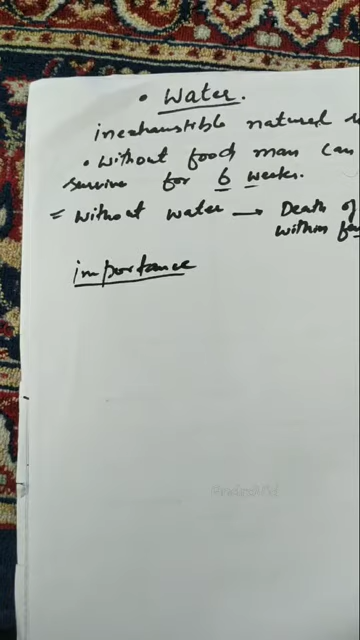 • Water.
inexhaustible natural
• Without food man can
survive for 6 weeks.
= Without water → Death of
within
importance